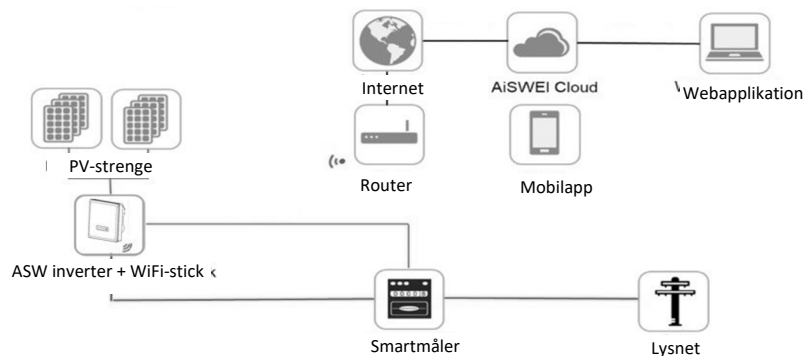 Internet
AiSWEI Cloud
Webapplikation
PV-strenge
Router
Mobilapp
ASW inverter + WiFi-stick
Smartmåler
Lysnet